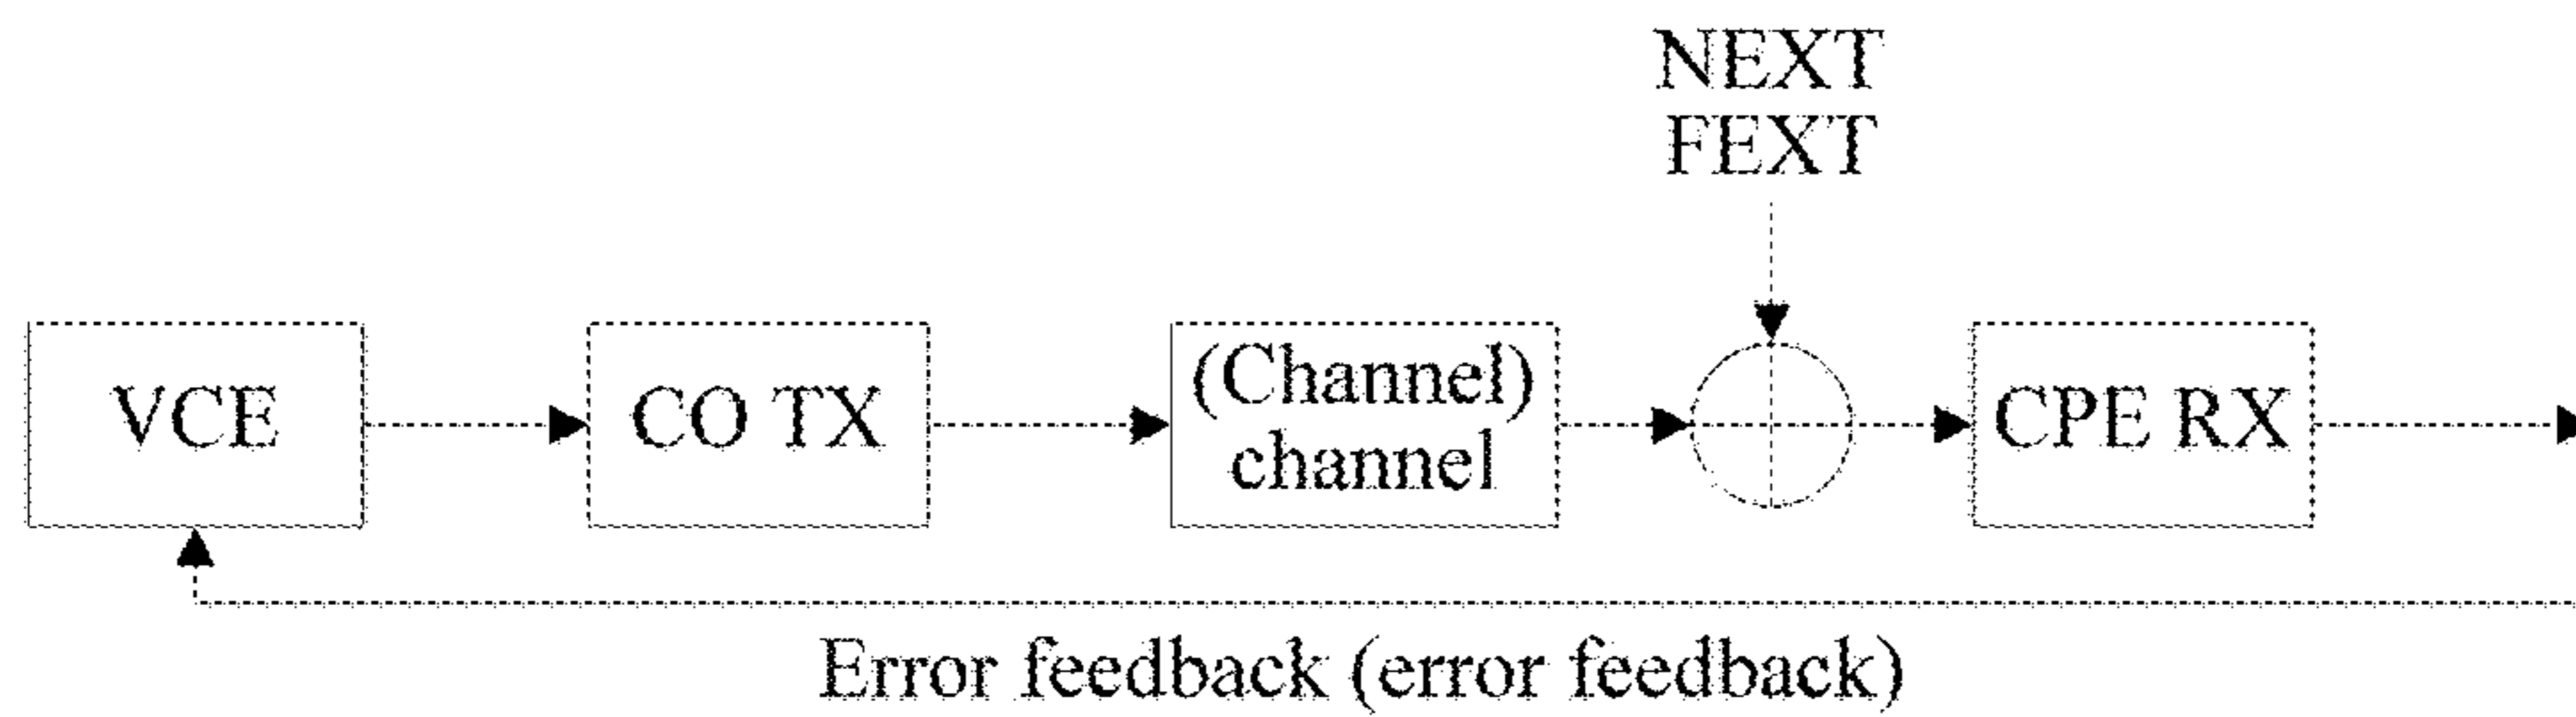 NEXT
FEXT
VCE
CO TX
(Channel)
channel
CPE RX
Error feedback (error feedback)